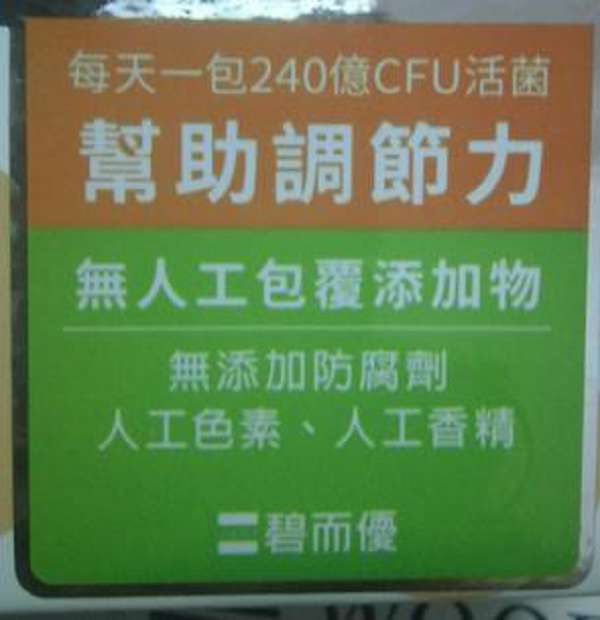 每天一包240億CFU活菌
幫助調節力
無人工包覆添加物
無添加防腐劑
人工色素、人工香精
碧而優